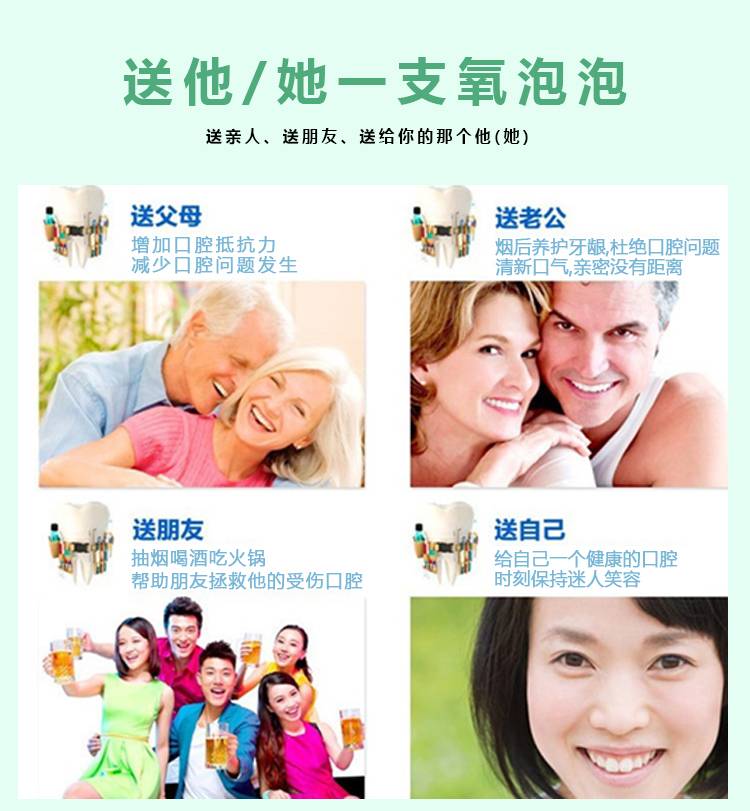 送他/她一支氧泡泡
送亲人、送朋友、送给你的那个他(她)
送父母
增加口腔抵抗力
减少口腔问题发生
送老公
烟后养护牙龈,杜绝口腔问题
清新口气,亲密没有距离
送朋友
抽烟喝酒吃火锅
帮助朋友拯救他的受伤口腔
送自己
给自己一个健康的口腔
时刻保持迷人笑容